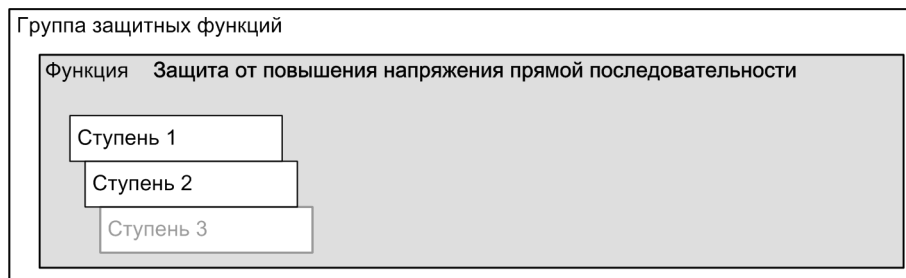 Группа защитных функций
Функция Защита от повышения напряжения прямой последовательности
Ступень 1
Ступень 2
Ступень 3